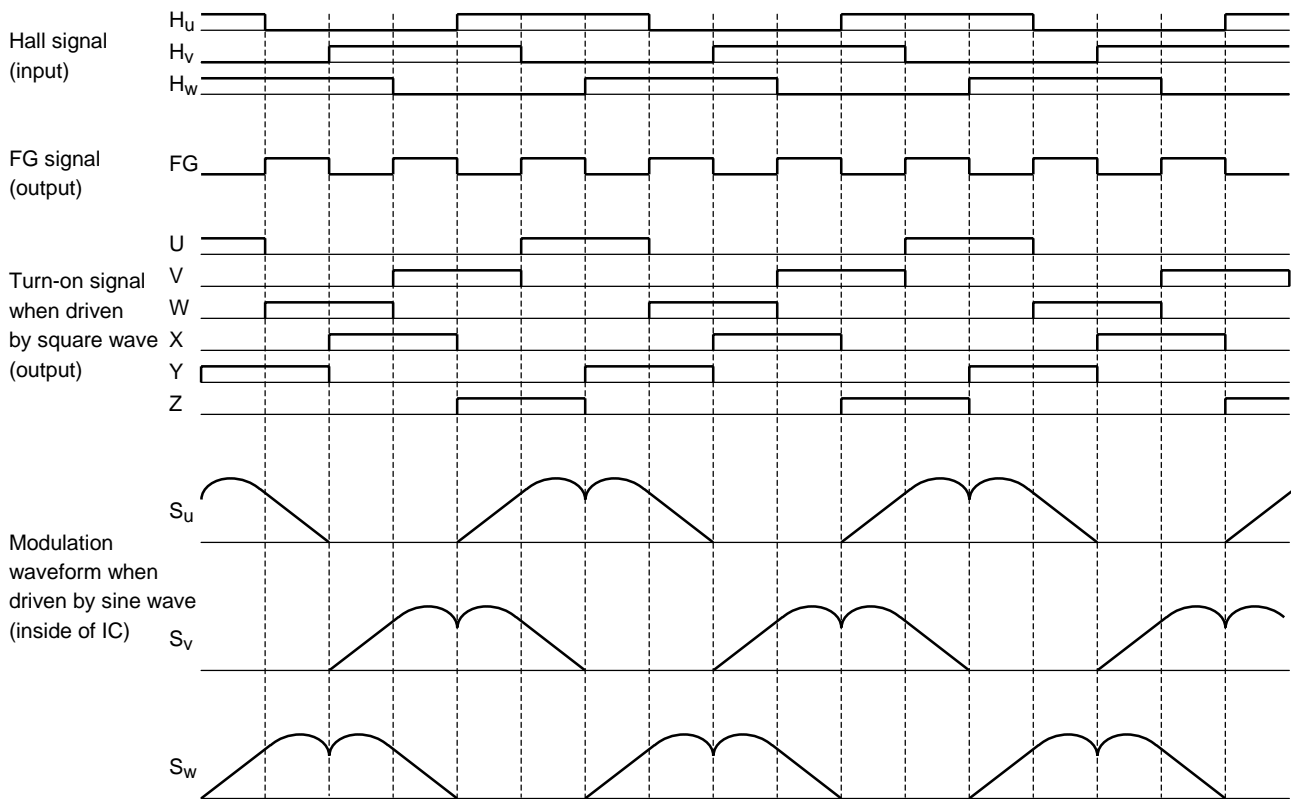 Hall signal
(input)
Hu
Hv
Hw
FG signal
(output)
FG
Turn-on signal
when driven
by square wave
(output)
U
V
W
X
Y
Z
Modulation
waveform when
driven by sine wave
(inside of IC)
Su
Sv
Sw